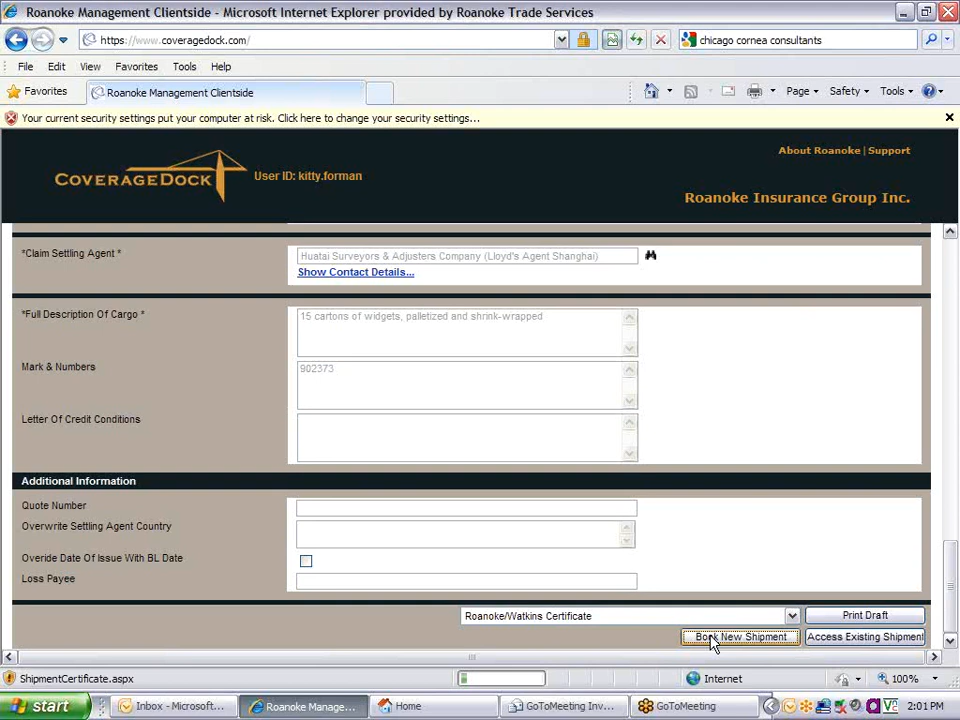 Roanoke Management Clientside - Microsoft Internet Explorer provided by Roanoke Trade Services
https://www.coveragedock.com/
chicago cornea consultants
File Edit View Favorites Tools Help
Favorites Roanoke Management Clientside Page Safety Tools
Your current security settings put your computer at risk. Click here to change your security settings...
About Roanoke | Support
COVERAGEDOCK User ID: kitty.forman
Roanoke Insurance Group Inc.
*Claim Settling Agent * Huatai Surveyors & Adjusters Company (Lloyd's Agent Shanghai)
Show Contact Details...
*Full Description Of Cargo * 15 cartons of widgets, palletized and shrink-wrapped
Mark & Numbers 902373
Letter Of Credit Conditions
Additional Information
Quote Number
Overwrite Settling Agent Country
Overide Date Of Issue With BL Date
Loss Payee
Roanoke/Watkins Certificate Print Draft
Book New Shipment Access Existing Shipment
ShipmentCertificate.aspx Internet 100%
start Inbox - Microsoft... Roanoke Manage... Home GoToMeeting Inv... GoToMeeting 2:01 PM